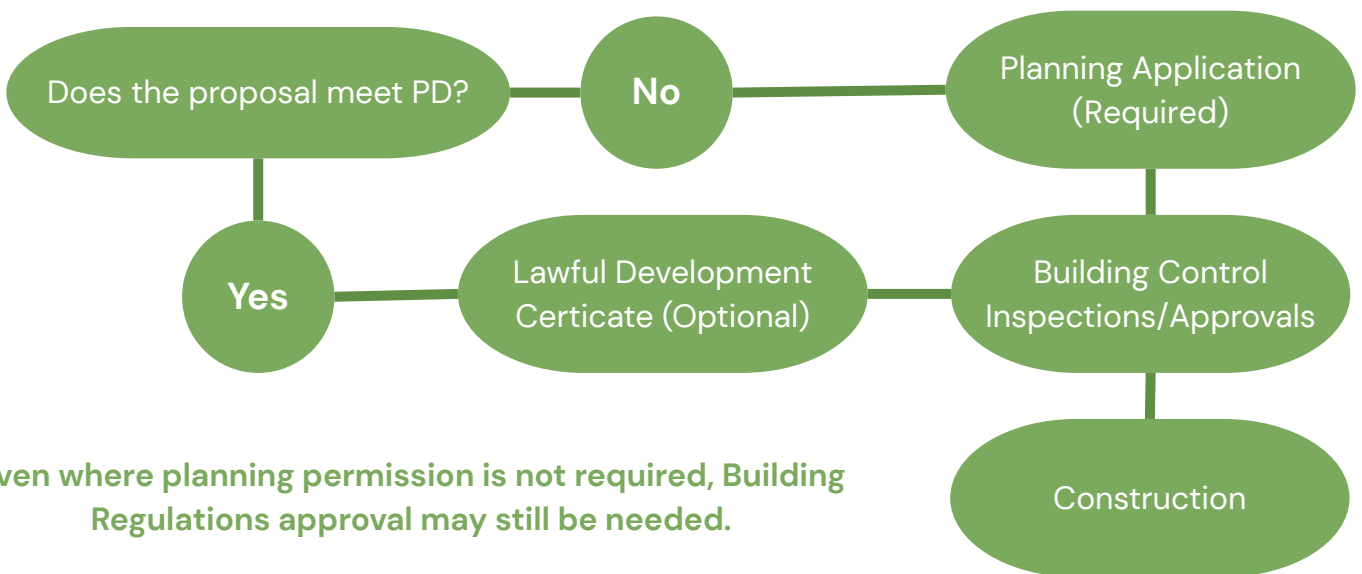 Does the proposal meet PD?
No
Planning Application
(Required)
Yes
Lawful Development
Certicate (Optional)
Building Control
Inspections/Approvals
ven where planning permission is not required, Building
Regulations approval may still be needed.
Construction